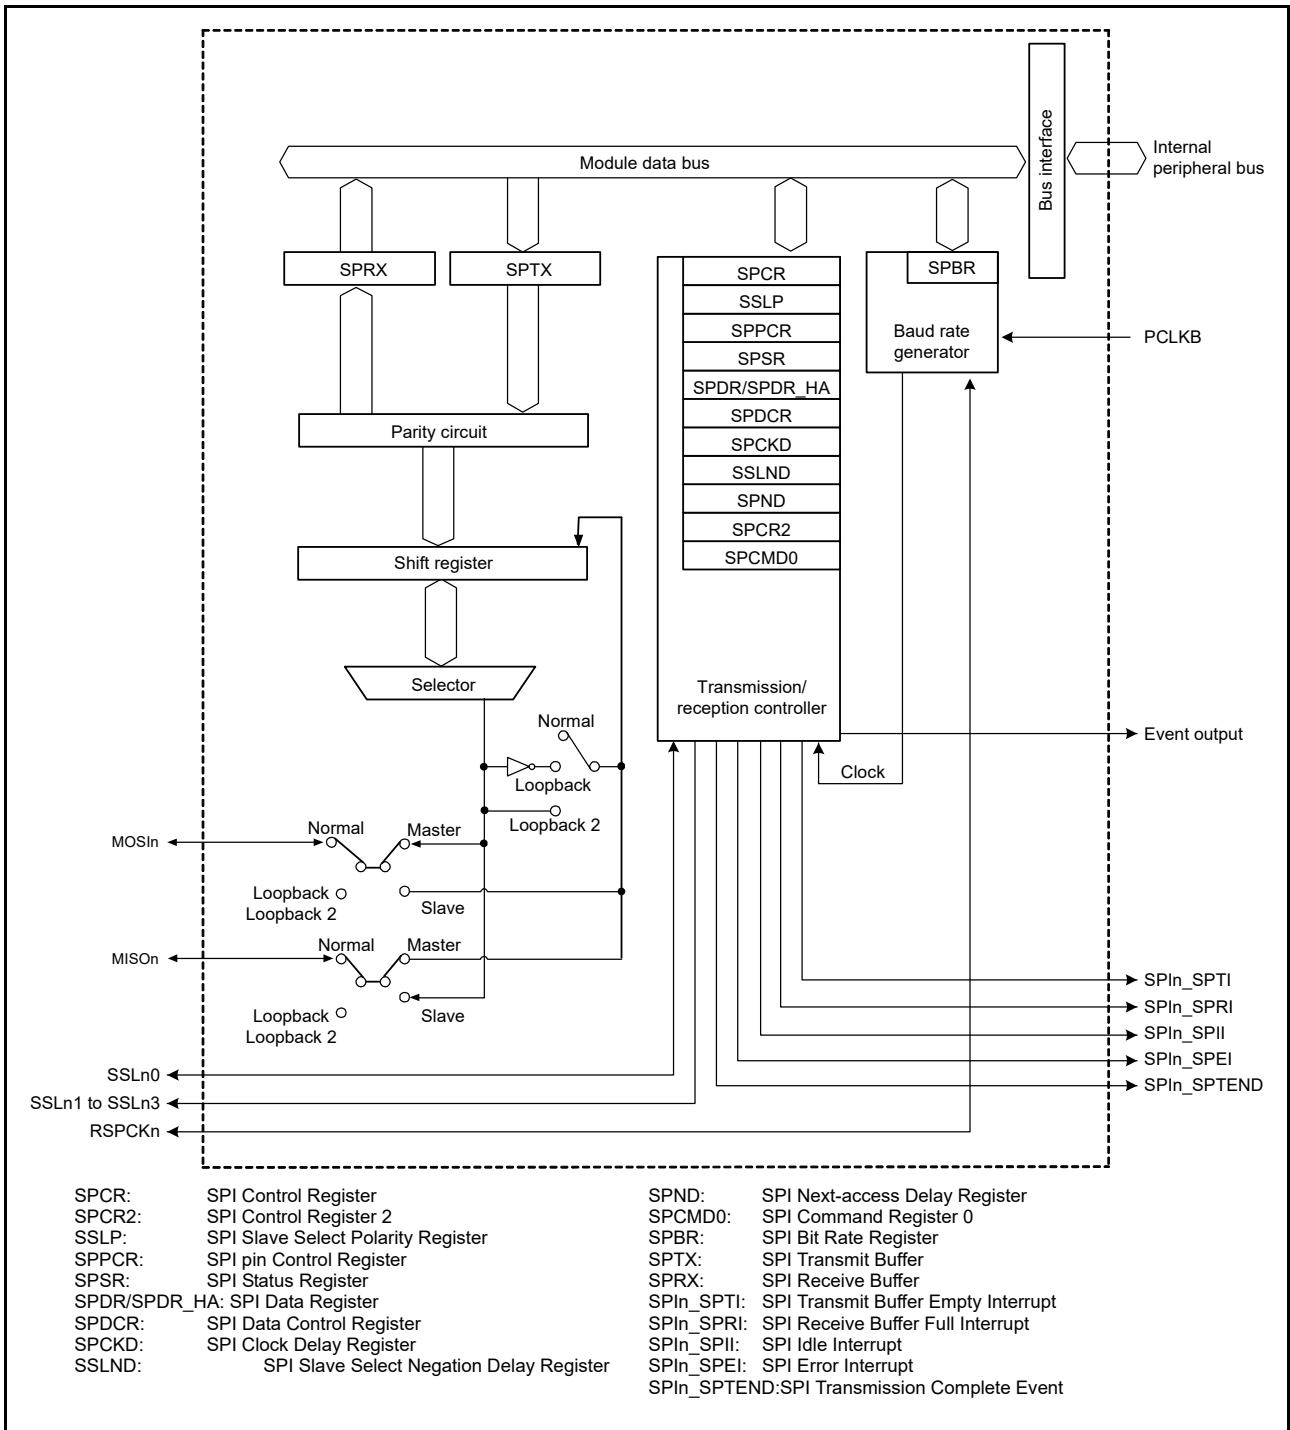 Bus interface
Internal
peripheral bus
Module data bus
SPRX
SPTX
SPCR
SSLP
SPPCR
SPSR
SPDR/SPDR_HA
SPDCR
SPCKD
SSLND
SPND
SPCR2
SPCMD0
Transmission/
reception controller
SPBR
Baud rate
generator
PCLKB
Parity circuit
Shift register
Selector
Normal
Loopback
Loopback 2
Clock
Event output
MOSIn
Normal
Master
Loopback
Loopback 2
Slave
MISOn
Normal
Master
Loopback
Loopback 2
Slave
SPIn_SPTI
SPIn_SPRI
SPIn_SPII
SPIn_SPEI
SPIn_SPTEND
SSLn0
SSLn1 to SSLn3
RSPCKn
SPCR: SPI Control Register
SPCR2: SPI Control Register 2
SSLP: SPI Slave Select Polarity Register
SPPCR: SPI pin Control Register
SPSR: SPI Status Register
SPDR/SPDR_HA: SPI Data Register
SPDCR: SPI Data Control Register
SPCKD: SPI Clock Delay Register
SSLND: SPI Slave Select Negation Delay Register
SPND: SPI Next-access Delay Register
SPCMD0: SPI Command Register 0
SPBR: SPI Bit Rate Register
SPTX: SPI Transmit Buffer
SPRX: SPI Receive Buffer
SPIn_SPTI: SPI Transmit Buffer Empty Interrupt
SPIn_SPRI: SPI Receive Buffer Full Interrupt
SPIn_SPII: SPI Idle Interrupt
SPIn_SPEI: SPI Error Interrupt
SPIn_SPTEND:SPI Transmission Complete Event